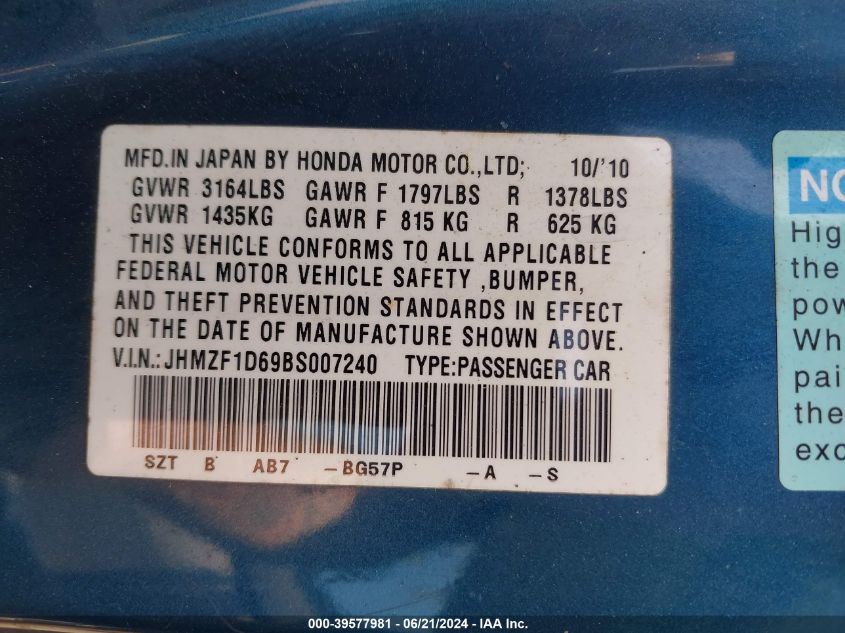 MFD.IN JAPAN BY HONDA MOTOR CO.,LTD; 10/'10
GVWR 3164LBS GAWR F 1797LBS R 1378LBS
GVWR 1435KG GAWR F 815 KG R 625 KG
THIS VEHICLE CONFORMS TO ALL APPLICABLE
FEDERAL MOTOR VEHICLE SAFETY ,BUMPER,
AND THEFT PREVENTION STANDARDS IN EFFECT
ON THE DATE OF MANUFACTURE SHOWN ABOVE.
V.I.N.: JHMZF1D69BS007240 TYPE:PASSENGER CAR
SZT B AB7 -BG57P -A -S
NO
Hig
the
pow
Wh
pai
the
exc
000-39577981 - 06/21/2024 - IAA Inc.